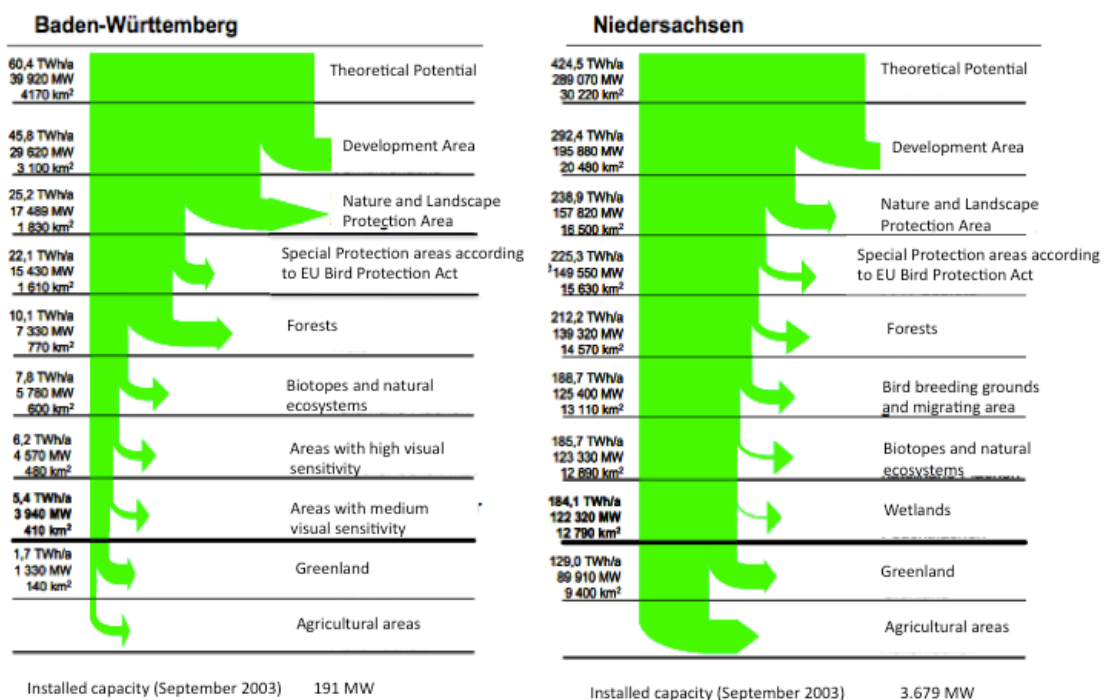 Baden-Württemberg
60,4 TWh/a
39 920 MW
4170 km²
Theoretical Potential
45,8 TWh/a
29 620 MW
3 100 km²
Development Area
25,2 TWh/a
17 489 MW
1 830 km²
Nature and Landscape
Protection Area
22,1 TWh/a
15 430 MW
1 610 km²
Special Protection areas according
to EU Bird Protection Act
10,1 TWh/a
7 330 MW
770 km²
Forests
7,8 TWh/a
5 780 MW
600 km²
Biotopes and natural
ecosystems
6,2 TWh/a
4 570 MW
480 km²
Areas with high visual
sensitivity
5,4 TWh/a
3 940 MW
410 km²
Areas with medium
visual sensitivity
1,7 TWh/a
1 330 MW
140 km²
Greenland
Agricultural areas
Installed capacity (September 2003) 191 MW
Niedersachsen
424,5 TWh/a
289 070 MW
30 220 km²
Theoretical Potential
292,4 TWh/a
195 880 MW
20 480 km²
Development Area
238,9 TWh/a
157 820 MW
16 500 km²
Nature and Landscape
Protection Area
225,3 TWh/a
149 550 MW
15 630 km²
Special Protection areas according
to EU Bird Protection Act
212,2 TWh/a
139 320 MW
14 570 km²
Forests
188,7 TWh/a
125 400 MW
13 110 km²
Bird breeding grounds
and migrating area
185,7 TWh/a
123 330 MW
12 890 km²
Biotopes and natural
ecosystems
184,1 TWh/a
122 320 MW
12 790 km²
Wetlands
129,0 TWh/a
89 910 MW
9 400 km²
Greenland
Agricultural areas
Installed capacity (September 2003) 3.679 MW